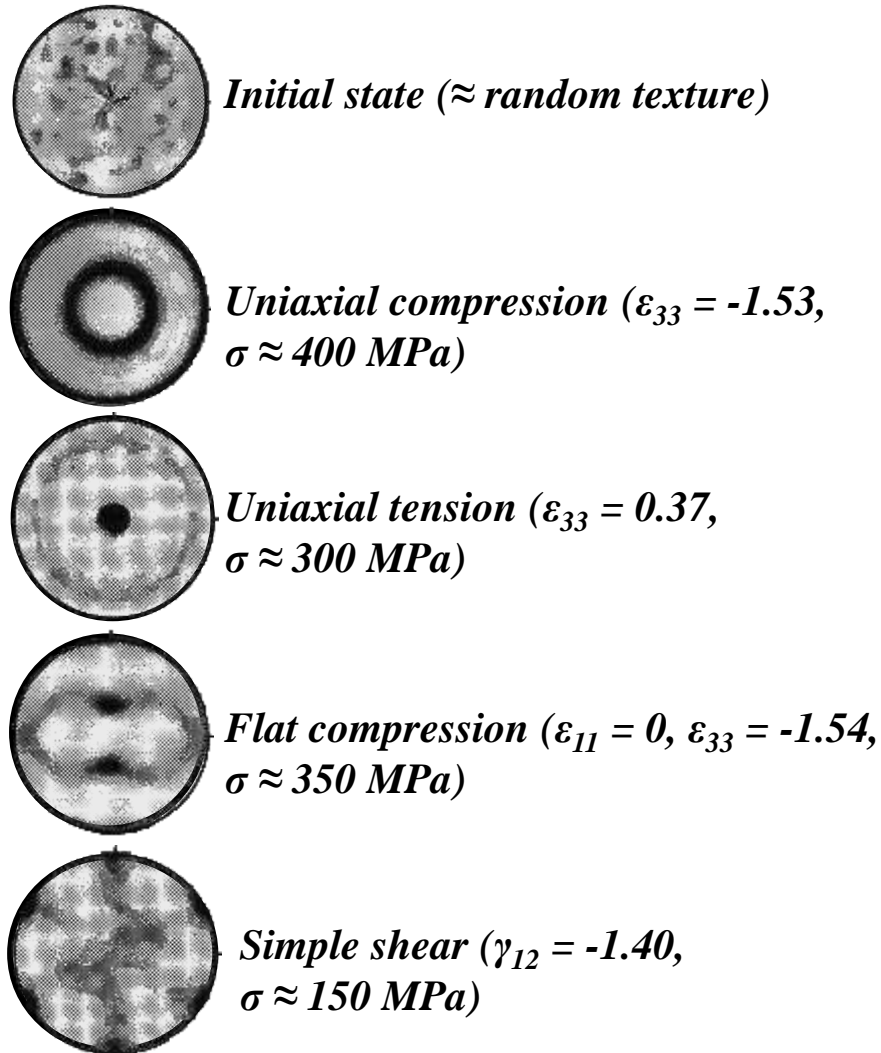 Initial state (≈ random texture)
Uniaxial compression (ε33 = -1.53,
σ ≈ 400 MPa)
Uniaxial tension (ε33 = 0.37,
σ ≈ 300 MPa)
Flat compression (ε11 = 0, ε33 = -1.54,
σ ≈ 350 MPa)
Simple shear (γ12 = -1.40,
σ ≈ 150 MPa)